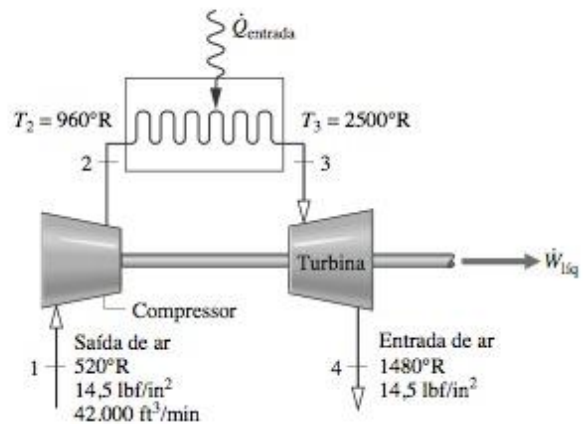 Q̇entrada
T₂ = 960°R
T₃ = 2500°R
2
3
Turbina
Ẇlíq
Compressor
1
Saída de ar
520°R
14,5 lbf/in²
42.000 ft³/min
4
Entrada de ar
1480°R
14,5 lbf/in²